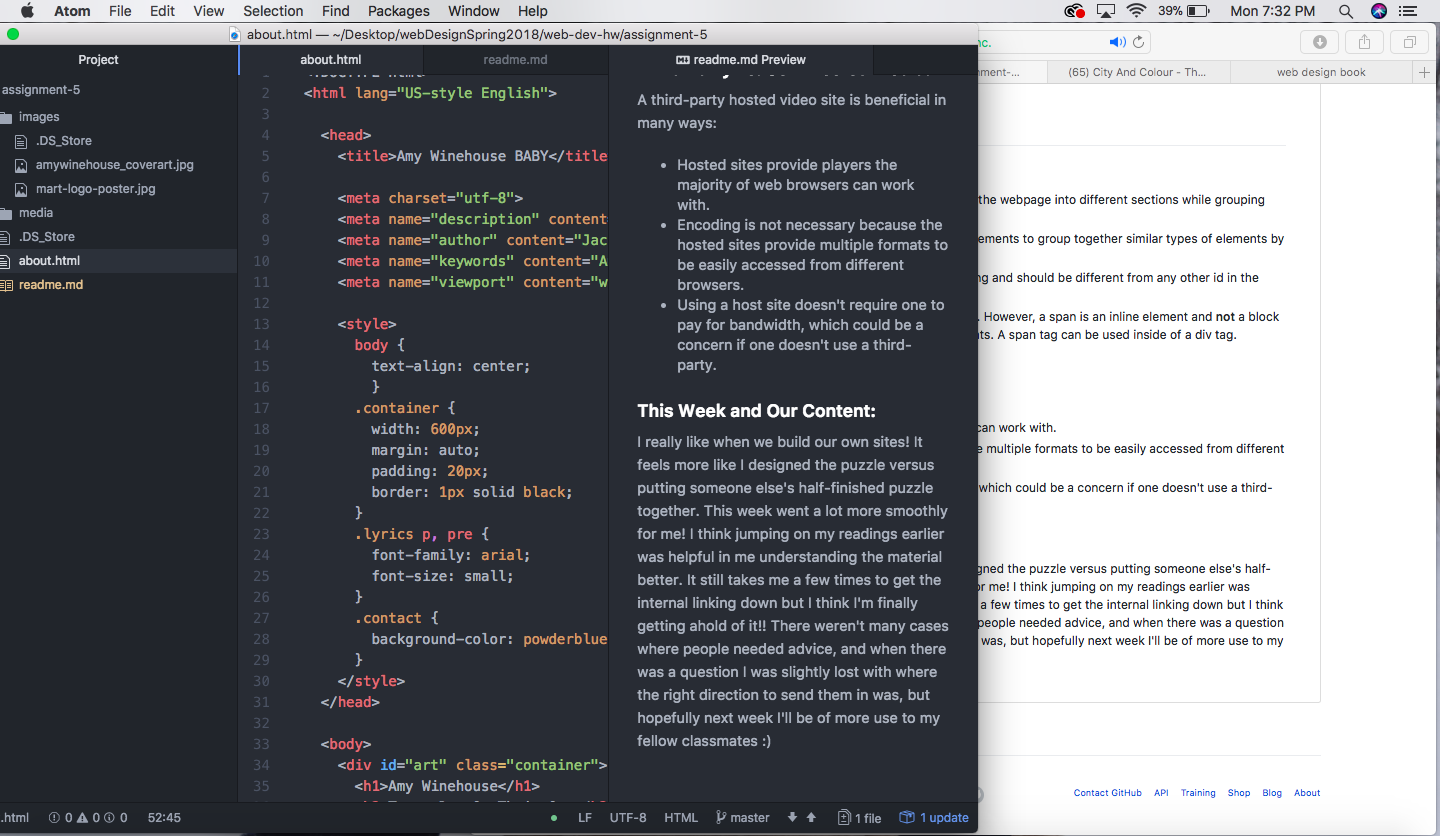 Atom File Edit View Selection Find Packages Window Help
39% Mon 7:32 PM
about.html — ~/Desktop/webDesignSpring2018/web-dev-hw/assignment-5
Project
assignment-5
images
.DS_Store
amywinehouse_coverart.jpg
mart-logo-poster.jpg
media
.DS_Store
about.html
readme.md
about.html
readme.md
2 <html lang="US-style English">
3
4 <head>
5 <title>Amy Winehouse BABY</title
6
7 <meta charset="utf-8">
8 <meta name="description" content
9 <meta name="author" content="Jac
10 <meta name="keywords" content="A
11 <meta name="viewport" content="w
12
13 <style>
14 body {
15 text-align: center;
16 }
17 .container {
18 width: 600px;
19 margin: auto;
20 padding: 20px;
21 border: 1px solid black;
22 }
23 .lyrics p, pre {
24 font-family: arial;
25 font-size: small;
26 }
27 .contact {
28 background-color: powderblue
29 }
30 </style>
31 </head>
32
33 <body>
34 <div id="art" class="container">
35 <h1>Amy Winehouse</h1>
readme.md Preview
A third-party hosted video site is beneficial in
many ways:
• Hosted sites provide players the
majority of web browsers can work
with.
• Encoding is not necessary because the
hosted sites provide multiple formats to
be easily accessed from different
browsers.
• Using a host site doesn't require one to
pay for bandwidth, which could be a
concern if one doesn't use a third-
party.
This Week and Our Content:
I really like when we build our own sites! It
feels more like I designed the puzzle versus
putting someone else's half-finished puzzle
together. This week went a lot more smoothly
for me! I think jumping on my readings earlier
was helpful in me understanding the material
better. It still takes me a few times to get the
internal linking down but I think I'm finally
getting ahold of it!! There weren't many cases
where people needed advice, and when there
was a question I was slightly lost with where
the right direction to send them in was, but
hopefully next week I'll be of more use to my
fellow classmates :)
.html 0 0 0 52:45 LF UTF-8 HTML master 1 file 1 update
nc.
nment-... (65) City And Colour - Th... web design book
the webpage into different sections while grouping
ements to group together similar types of elements by
ng and should be different from any other id in the
. However, a span is an inline element and not a block
nts. A span tag can be used inside of a div tag.
can work with.
e multiple formats to be easily accessed from different
which could be a concern if one doesn't use a third-
gned the puzzle versus putting someone else's half-
or me! I think jumping on my readings earlier was
a few times to get the internal linking down but I think
people needed advice, and when there was a question
was, but hopefully next week I'll be of more use to my
Contact GitHub API Training Shop Blog About